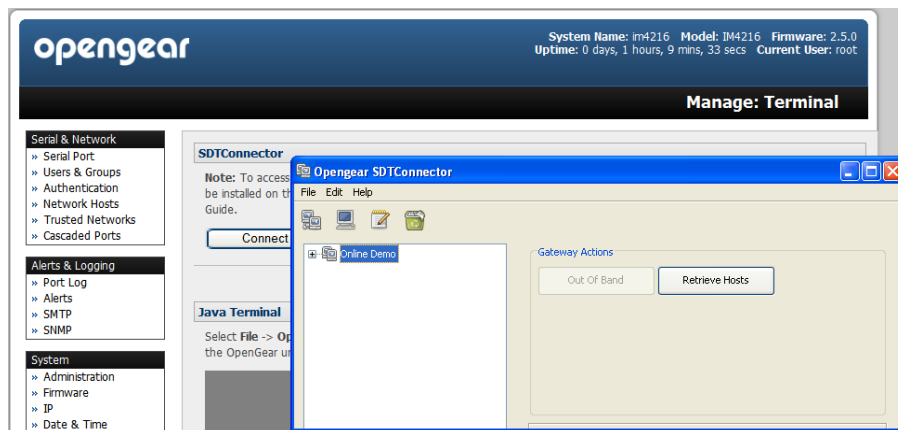 opengear
System Name: im4216 Model: IM4216 Firmware: 2.5.0
Uptime: 0 days, 1 hours, 9 mins, 33 secs Current User: root
Manage: Terminal
Serial & Network
» Serial Port
» Users & Groups
» Authentication
» Network Hosts
» Trusted Networks
» Cascaded Ports
Alerts & Logging
» Port Log
» Alerts
» SMTP
» SNMP
System
» Administration
» Firmware
» IP
» Date & Time
SDTConnector
Note: To access
be installed on th
Guide.
Connect
Java Terminal
Select File -> Op
the OpenGear un
Opengear SDTConnector
File Edit Help
Online Demo
Gateway Actions
Out Of Band
Retrieve Hosts